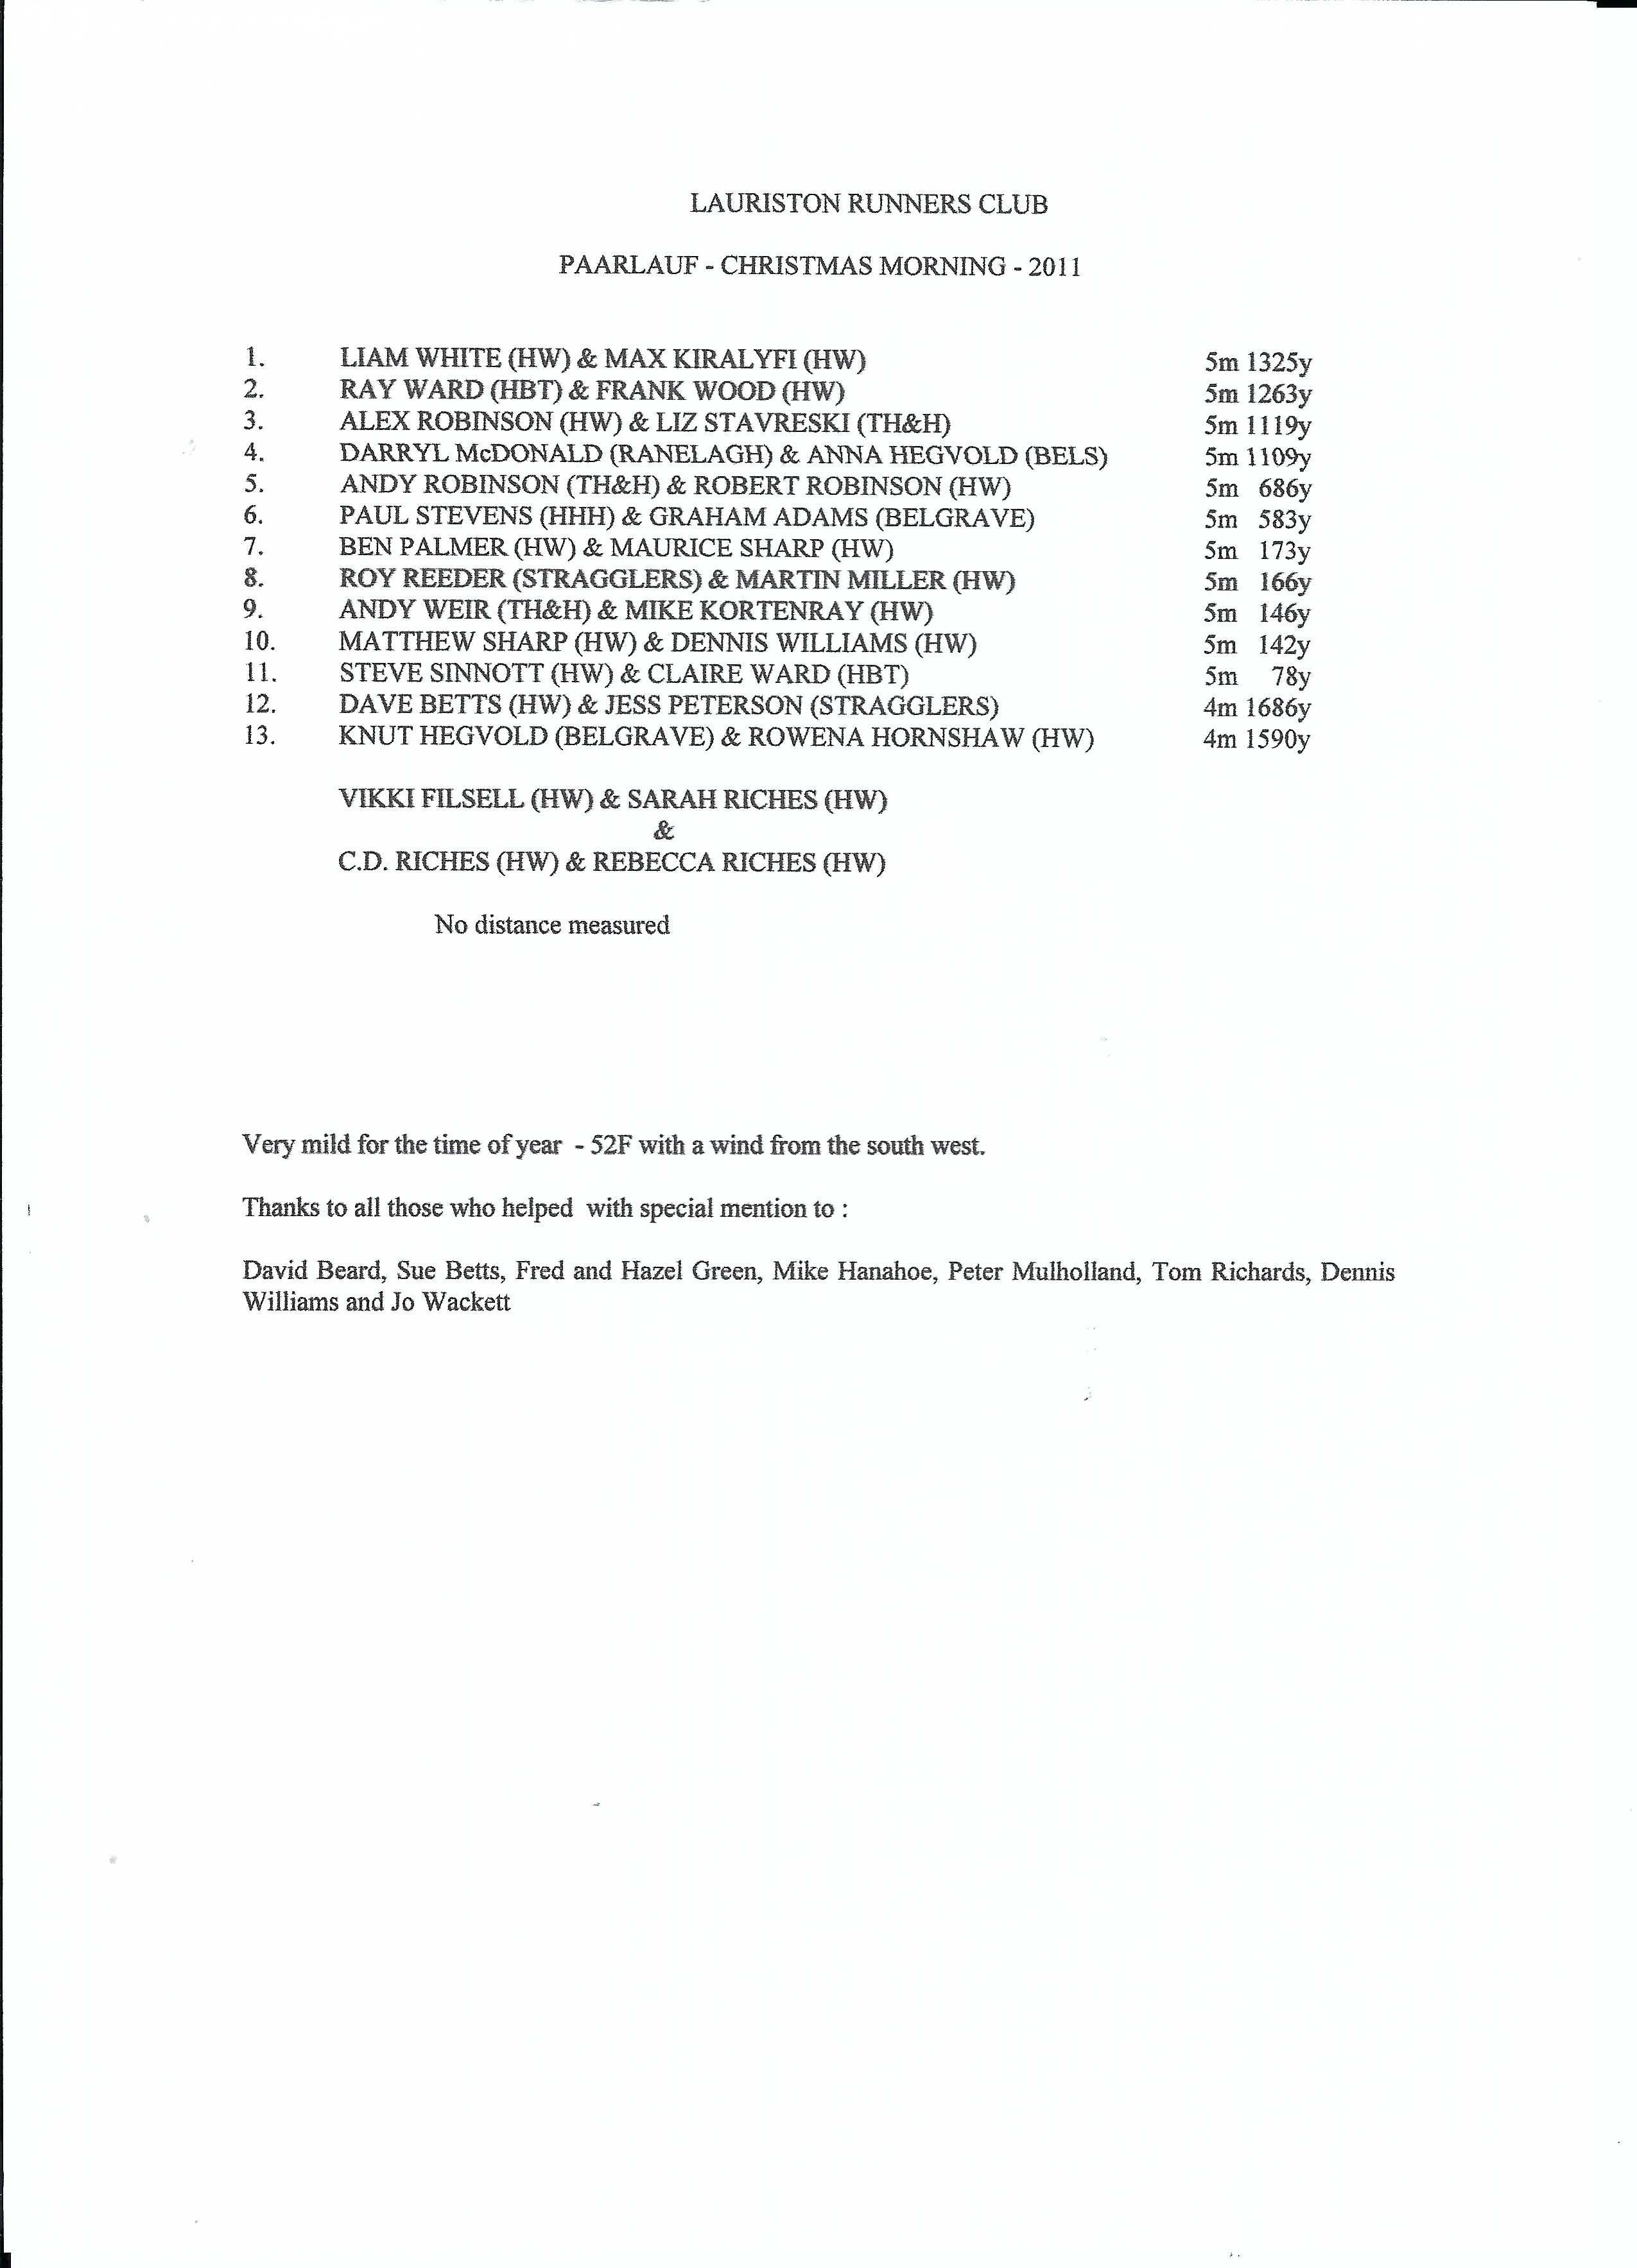 LAURISTON RUNNERS CLUB
PAARLAUF - CHRISTMAS MORNING - 2011
1. LIAM WHITE (HW) & MAX KIRALYFI (HW) 5m 1325y
2. RAY WARD (HBT) & FRANK WOOD (HW) 5m 1263y
3. ALEX ROBINSON (HW) & LIZ STAVRESKI (TH&H) 5m 1119y
4. DARRYL McDONALD (RANELAGH) & ANNA HEGVOLD (BELS) 5m 1109y
5. ANDY ROBINSON (TH&H) & ROBERT ROBINSON (HW) 5m 686y
6. PAUL STEVENS (HHH) & GRAHAM ADAMS (BELGRAVE) 5m 583y
7. BEN PALMER (HW) & MAURICE SHARP (HW) 5m 173y
8. ROY REEDER (STRAGGLERS) & MARTIN MILLER (HW) 5m 166y
9. ANDY WEIR (TH&H) & MIKE KORTENRAY (HW) 5m 146y
10. MATTHEW SHARP (HW) & DENNIS WILLIAMS (HW) 5m 142y
11. STEVE SINNOTT (HW) & CLAIRE WARD (HBT) 5m 78y
12. DAVE BETTS (HW) & JESS PETERSON (STRAGGLERS) 4m 1686y
13. KNUT HEGVOLD (BELGRAVE) & ROWENA HORNSHAW (HW) 4m 1590y
VIKKI FILSELL (HW) & SARAH RICHES (HW)
&
C.D. RICHES (HW) & REBECCA RICHES (HW)
No distance measured
Very mild for the time of year - 52F with a wind from the south west.
Thanks to all those who helped with special mention to :
David Beard, Sue Betts, Fred and Hazel Green, Mike Hanahoe, Peter Mulholland, Tom Richards, Dennis
Williams and Jo Wackett